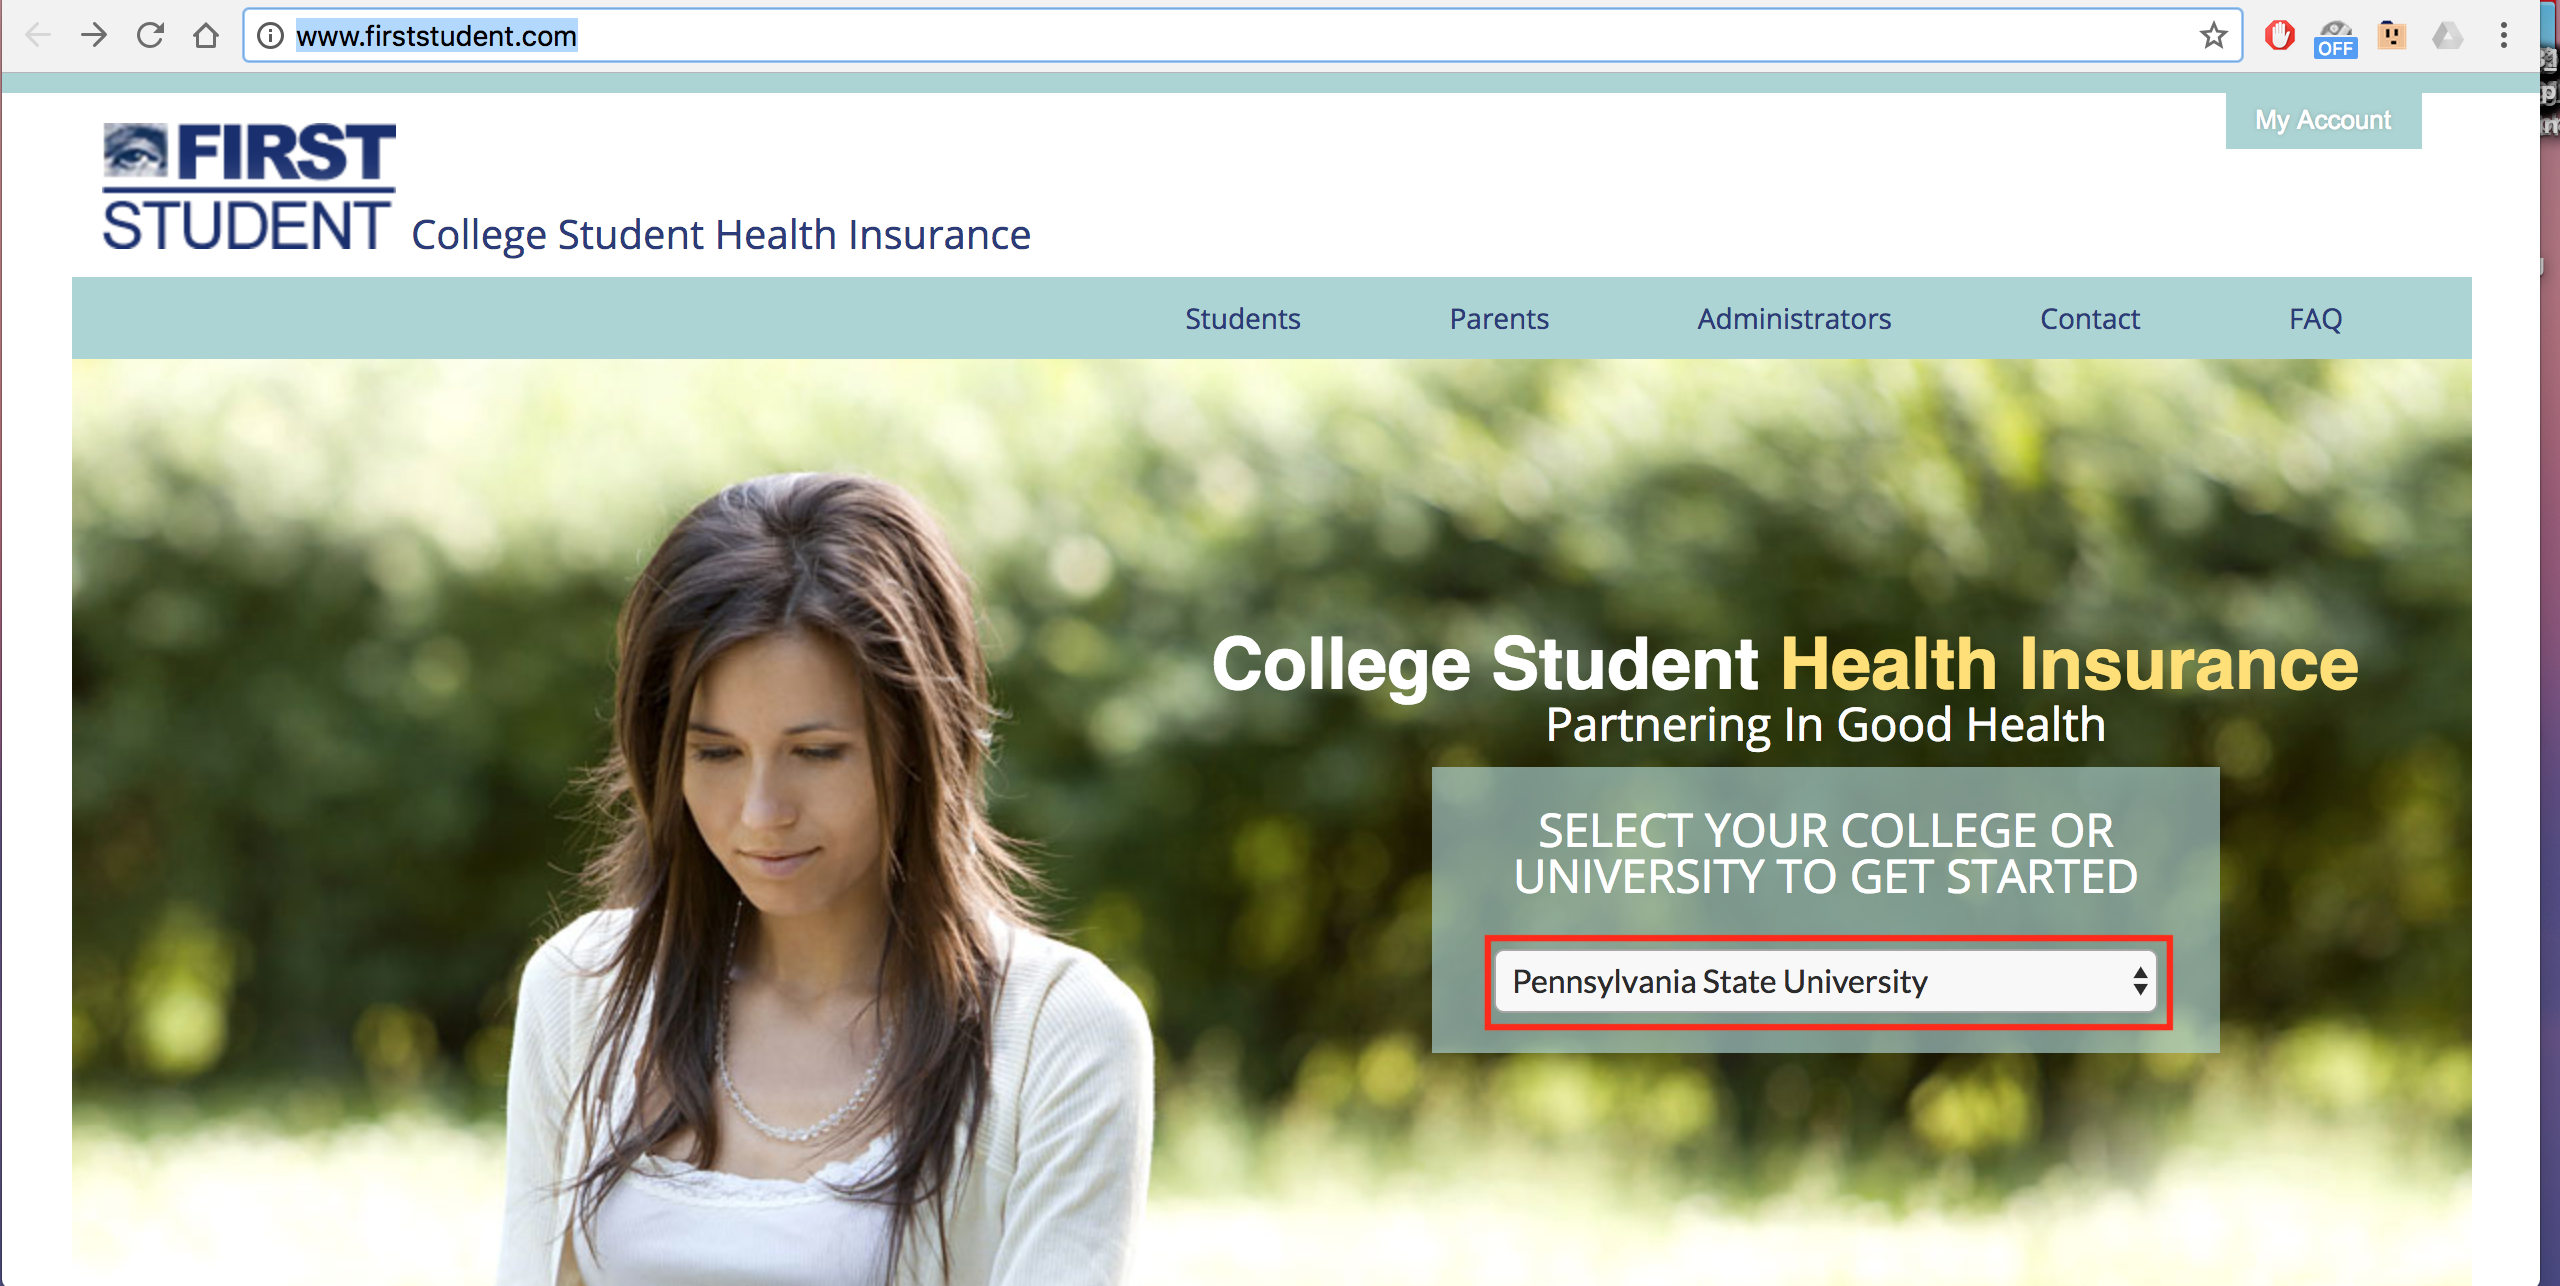 www.firststudent.com
OFF
My Account
FIRST
STUDENT
College Student Health Insurance
Students
Parents
Administrators
Contact
FAQ
College Student Health Insurance
Partnering In Good Health
SELECT YOUR COLLEGE OR
UNIVERSITY TO GET STARTED
Pennsylvania State University